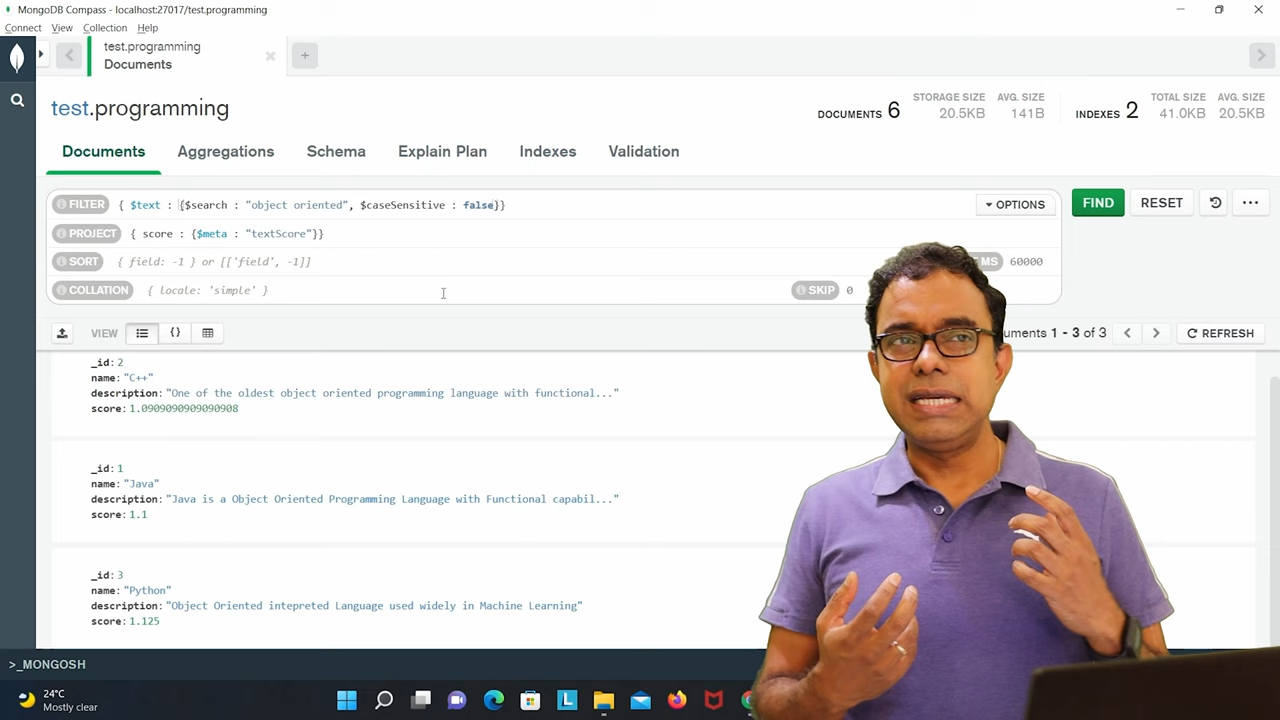 MongoDB Compass - localhost:27017/test.programming
Connect View Collection Help
test.programming
Documents
test.programming
DOCUMENTS 6
STORAGE SIZE
20.5KB
AVG. SIZE
141B
INDEXES 2
TOTAL SIZE
41.0KB
AVG. SIZE
20.5KB
Documents Aggregations Schema Explain Plan Indexes Validation
FILTER { $text : {$search : "object oriented", $caseSensitive : false}}
OPTIONS
FIND
RESET
PROJECT { score : {$meta : "textScore"}}
SORT { field: -1 } or [['field', -1]]
MS 60000
COLLATION { locale: 'simple' }
SKIP 0
VIEW
{}
1 - 3 of 3
REFRESH
_id: 2
name: "C++"
description: "One of the oldest object oriented programming language with functional..."
score: 1.0909090909090908
_id: 1
name: "Java"
description: "Java is a Object Oriented Programming Language with Functional capabil..."
score: 1.1
_id: 3
name: "Python"
description: "Object Oriented intepreted Language used widely in Machine Learning"
score: 1.125
>_MONGOSH
24°C
Mostly clear